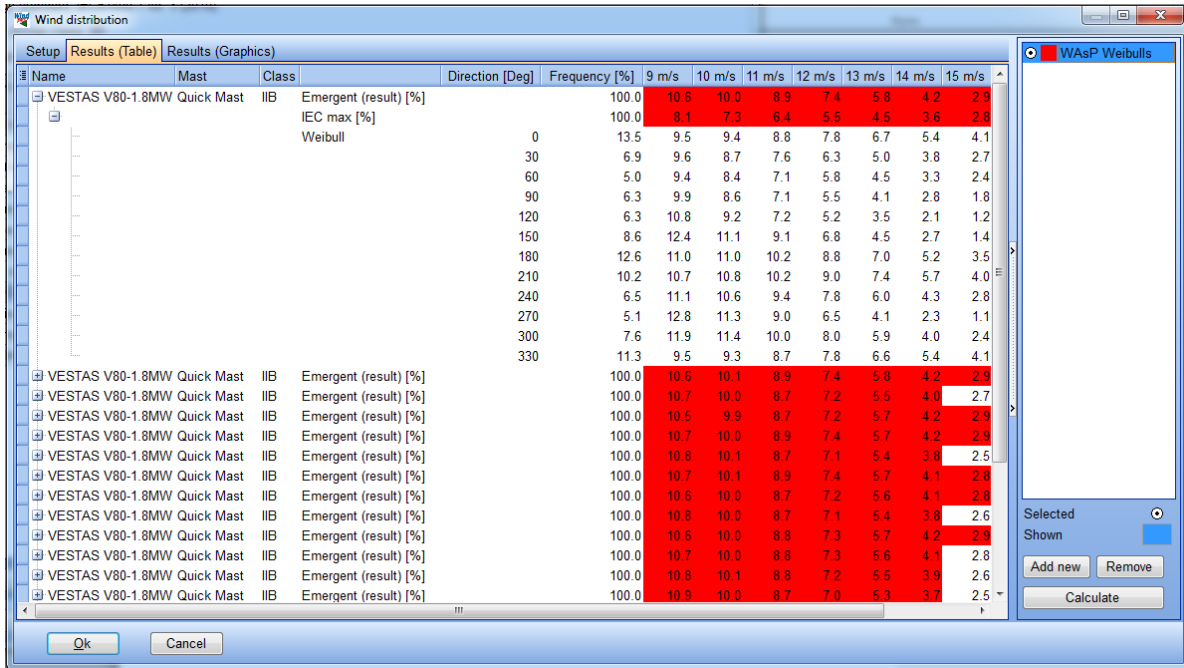 Wind distribution
Setup Results (Table) Results (Graphics)
Name Mast Class Direction [Deg] Frequency [%] 9 m/s 10 m/s 11 m/s 12 m/s 13 m/s 14 m/s 15 m/s
VESTAS V80-1.8MW Quick Mast IIB Emergent (result) [%] 100.0 10.6 10.0 8.9 7.4 5.8 4.2 2.9
IEC max [%] 100.0 8.1 7.3 6.4 5.5 4.5 3.6 2.8
Weibull 0 13.5 9.5 9.4 8.8 7.8 6.7 5.4 4.1
30 6.9 9.6 8.7 7.6 6.3 5.0 3.8 2.7
60 5.0 9.4 8.4 7.1 5.8 4.5 3.3 2.4
90 6.3 9.9 8.6 7.1 5.5 4.1 2.8 1.8
120 6.3 10.8 9.2 7.2 5.2 3.5 2.1 1.2
150 8.6 12.4 11.1 9.1 6.8 4.5 2.7 1.4
180 12.6 11.0 11.0 10.2 8.8 7.0 5.2 3.5
210 10.2 10.7 10.8 10.2 9.0 7.4 5.7 4.0
240 6.5 11.1 10.6 9.4 7.8 6.0 4.3 2.8
270 5.1 12.8 11.3 9.0 6.5 4.1 2.3 1.1
300 7.6 11.9 11.4 10.0 8.0 5.9 4.0 2.4
330 11.3 9.5 9.3 8.7 7.8 6.6 5.4 4.1
VESTAS V80-1.8MW Quick Mast IIB Emergent (result) [%] 100.0 10.6 10.1 8.9 7.4 5.8 4.2 2.9
VESTAS V80-1.8MW Quick Mast IIB Emergent (result) [%] 100.0 10.7 10.0 8.7 7.2 5.5 4.0 2.7
VESTAS V80-1.8MW Quick Mast IIB Emergent (result) [%] 100.0 10.5 9.9 8.7 7.2 5.7 4.2 2.9
VESTAS V80-1.8MW Quick Mast IIB Emergent (result) [%] 100.0 10.7 10.0 8.9 7.4 5.7 4.2 2.9
VESTAS V80-1.8MW Quick Mast IIB Emergent (result) [%] 100.0 10.8 10.1 8.7 7.1 5.4 3.8 2.5
VESTAS V80-1.8MW Quick Mast IIB Emergent (result) [%] 100.0 10.7 10.1 8.9 7.4 5.7 4.1 2.8
VESTAS V80-1.8MW Quick Mast IIB Emergent (result) [%] 100.0 10.6 10.0 8.7 7.2 5.6 4.1 2.8
VESTAS V80-1.8MW Quick Mast IIB Emergent (result) [%] 100.0 10.8 10.0 8.7 7.1 5.4 3.8 2.6
VESTAS V80-1.8MW Quick Mast IIB Emergent (result) [%] 100.0 10.6 10.0 8.8 7.3 5.7 4.2 2.9
VESTAS V80-1.8MW Quick Mast IIB Emergent (result) [%] 100.0 10.7 10.0 8.8 7.3 5.6 4.1 2.8
VESTAS V80-1.8MW Quick Mast IIB Emergent (result) [%] 100.0 10.8 10.1 8.8 7.2 5.5 3.9 2.6
VESTAS V80-1.8MW Quick Mast IIB Emergent (result) [%] 100.0 10.9 10.0 8.7 7.0 5.3 3.7 2.5
Ok Cancel
WAsP Weibulls
Selected
Shown
Add new Remove
Calculate